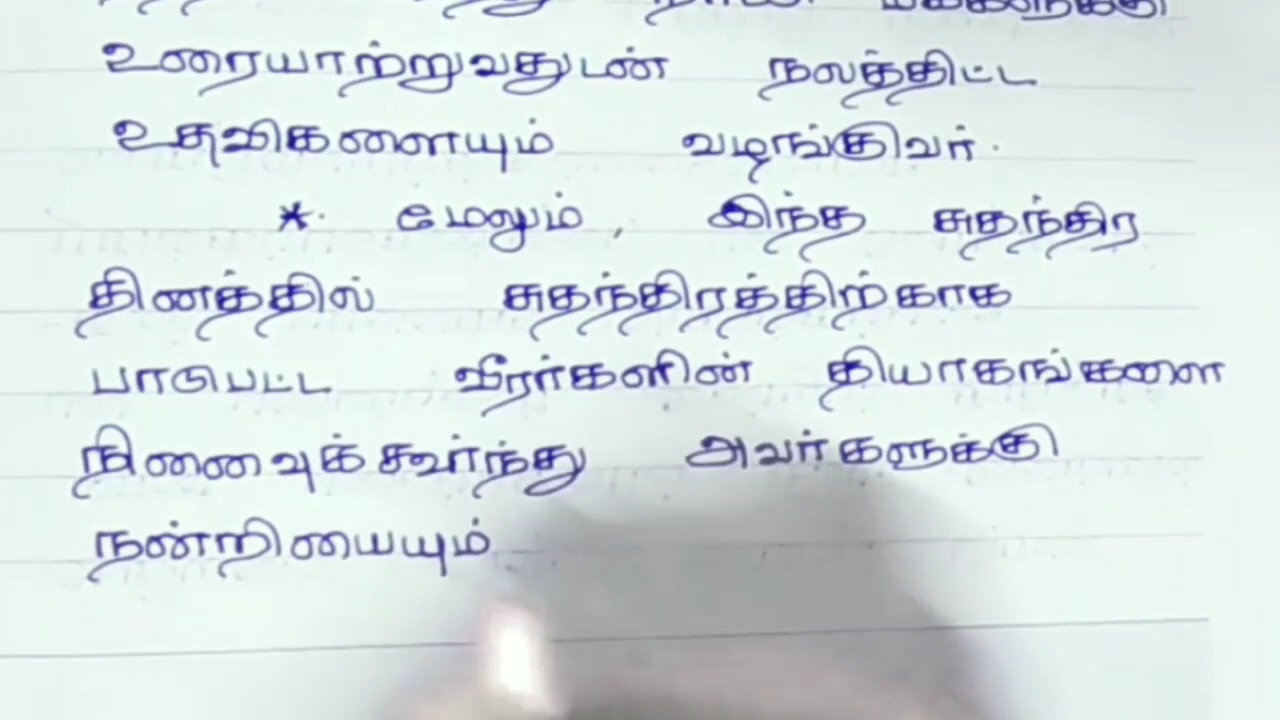 உரையாற்றுவதுடன் நலத்திட்ட
உதவிகளையும் வழங்குவர்.
* மேலும், இந்த சுதந்திர
தினத்தில் சுதந்திரத்திற்காக
பாடுபட்ட வீரர்களின் தியாகங்களை
நினைவுக்கூர்ந்து அவர்களுக்கு
நன்றியையும்